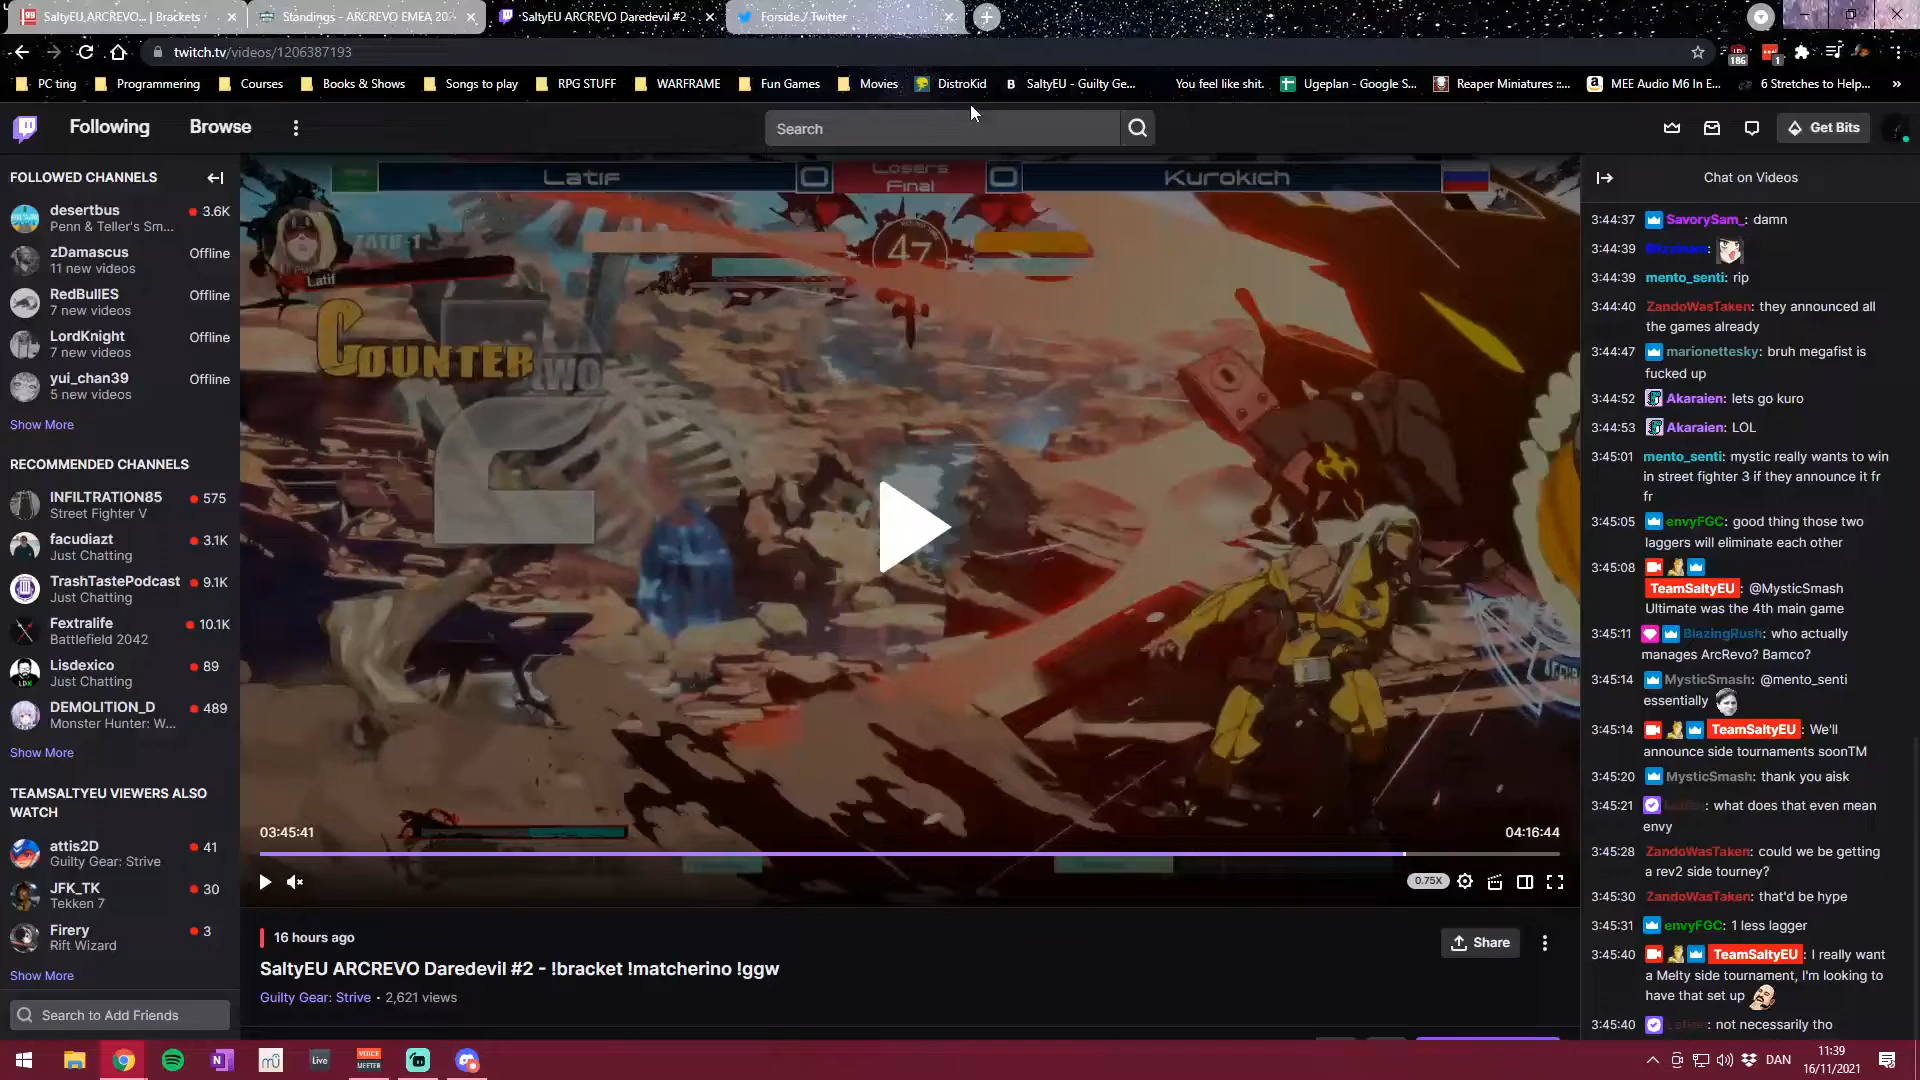 SaltyEU ARCREVO... | Brackets
Standings - ARCREVO EMEA 202
SaltyEU ARCREVO Daredevil #2
Forside / Twitter
twitch.tv/videos/1206387193
186
1
PC ting
Programming
Courses
Books & Shows
Songs to play
RPG STUFF
WARFRAME
Fun Games
Movies
DistroKid
SaltyEU - Guilty Ge...
You feel like shit.
Ugeplan - Google S...
Reaper Miniatures ::...
MEE Audio M6 In E...
6 Stretches to Help...
Following
Browse
Search
Get Bits
FOLLOWED CHANNELS
desertbus
3.6K
Penn & Teller's Sm...
zDamascus
Offline
11 new videos
RedBullES
Offline
7 new videos
LordKnight
Offline
7 new videos
yui_chan39
Offline
5 new videos
Show More
RECOMMENDED CHANNELS
INFILTRATION85
575
Street Fighter V
facudiazt
3.1K
Just Chatting
TrashTastePodcast
9.1K
Just Chatting
Fextralife
10.1K
Battlefield 2042
Lisdexico
89
Just Chatting
DEMOLITION_D
489
Monster Hunter: W...
Show More
TEAMSALTYEU VIEWERS ALSO
WATCH
attis2D
41
Guilty Gear: Strive
JFK_TK
30
Tekken 7
Firery
3
Rift Wizard
Show More
Search to Add Friends
Latif
0
Losers
Final
0
Kurokich
ZATO-1
47
Latif
COUNTER
TWO
2
03:45:41
04:16:44
0.75X
16 hours ago
Share
SaltyEU ARCREVO Daredevil #2 - !bracket !matcherino !ggw
Guilty Gear: Strive • 2,621 views
Chat on Videos
3:44:37 SavorySam_: damn
3:44:39
3:44:39 mento_senti: rip
3:44:40 ZandoWasTaken: they announced all
the games already
3:44:47 marionettesky: bruh megafist is
fucked up
3:44:52 Akaraien: lets go kuro
3:44:53 Akaraien: LOL
3:45:01 mento_senti: mystic really wants to win
in street fighter 3 if they announce it fr
fr
3:45:05 envyFGC: good thing those two
laggers will eliminate each other
3:45:08
TeamSaltyEU : @MysticSmash
Ultimate was the 4th main game
3:45:11 BlazingRush: who actually
manages ArcRevo? Bamco?
3:45:14 MysticSmash: @mento_senti
essentially
3:45:14 TeamSaltyEU : We'll
announce side tournaments soonTM
3:45:20 MysticSmash: thank you aisk
3:45:21 : what does that even mean
envy
3:45:28 ZandoWasTaken: could we be getting
a rev2 side tourney?
3:45:30 ZandoWasTaken: that'd be hype
3:45:31 envyFGC: 1 less lagger
3:45:40 TeamSaltyEU : I really want
a Melty side tournament, I'm looking to
have that set up
3:45:40 : not necessarily tho
Live
VOICE
MEETER
DAN
11:39
16/11/2021